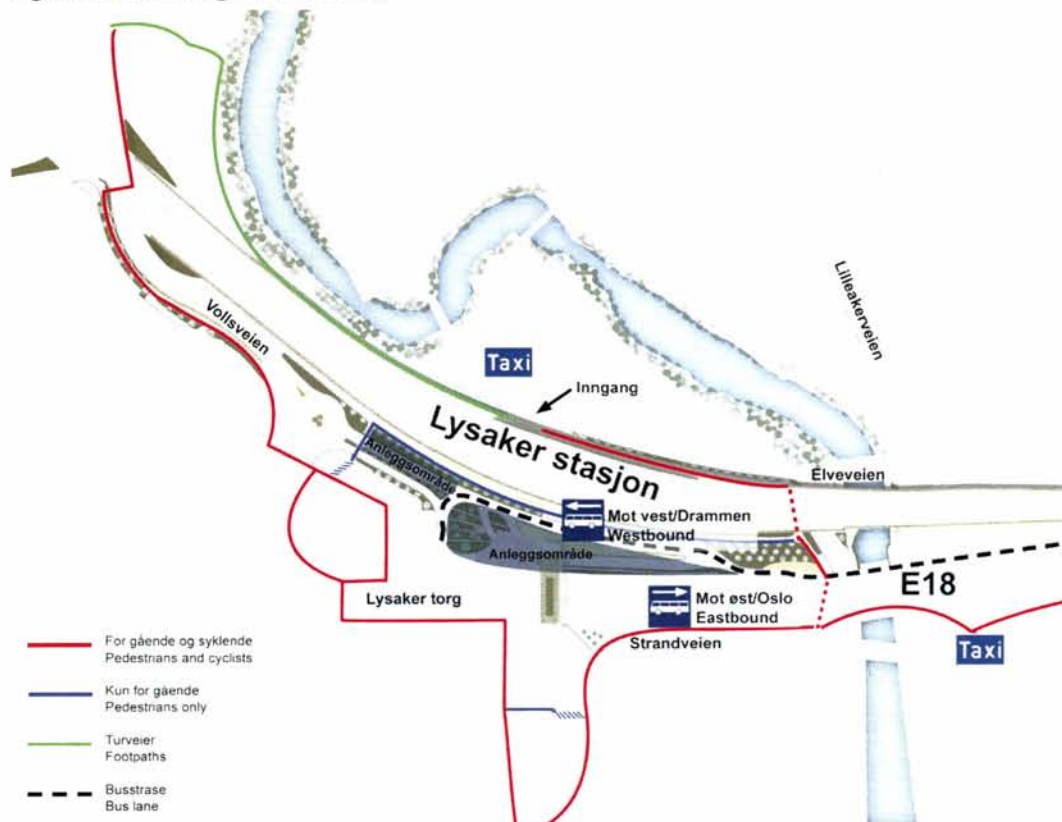 Lilleakerveien
Vollsveien
Taxi
Inngang
Lysaker stasjon
Elveveien
Anleggsområde
Mot vest/Drammen
Westbound
Anleggsområde
E18
Mot øst/Oslo
Eastbound
Lysaker torg
Strandveien
Taxi
For gående og syklende
Pedestrians and cyclists
Kun for gående
Pedestrians only
Turveier
Footpaths
Busstrase
Bus lane